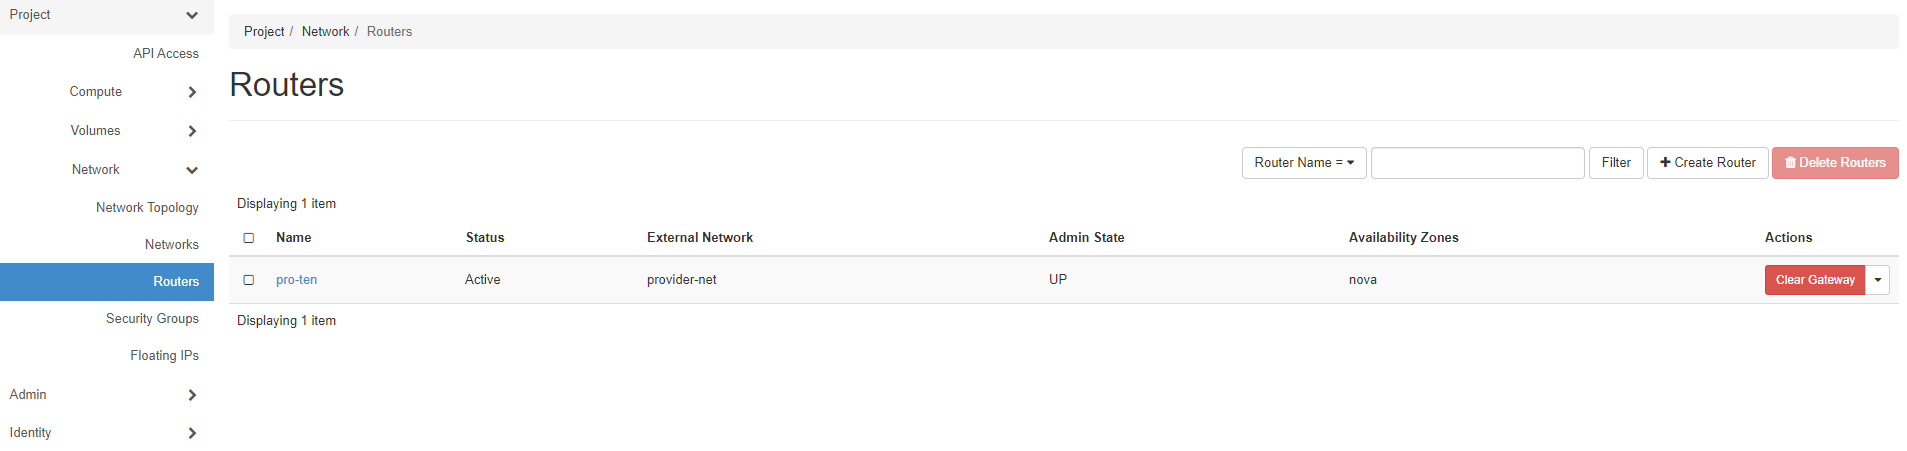 Project
API Access
Compute
Volumes
Network
Network Topology
Networks
Routers
Security Groups
Floating IPs
Admin
Identity
Project / Network / Routers
Routers
Router Name = Filter Create Router Delete Routers
Displaying 1 item
Name Status External Network Admin State Availability Zones Actions
pro-ten Active provider-net UP nova Clear Gateway
Displaying 1 item